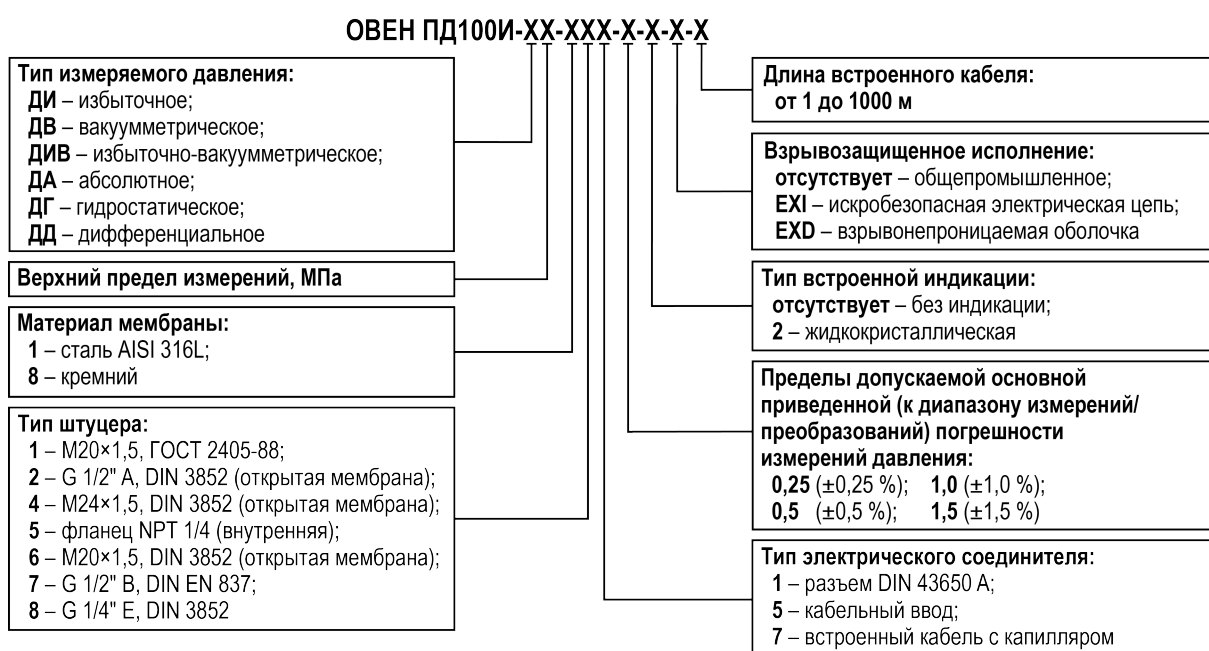 ОВЕН ПД100И-ХХ-ХХХ-Х-Х-Х-Х
Тип измеряемого давления:
ДИ – избыточное;
ДВ – вакуумметрическое;
ДИВ – избыточно-вакуумметрическое;
ДА – абсолютное;
ДГ – гидростатическое;
ДД – дифференциальное
Верхний предел измерений, МПа
Материал мембраны:
1 – сталь AISI 316L;
8 – кремний
Тип штуцера:
1 – М20×1,5, ГОСТ 2405-88;
2 – G 1/2" A, DIN 3852 (открытая мембрана);
4 – М24×1,5, DIN 3852 (открытая мембрана);
5 – фланец NPT 1/4 (внутренняя);
6 – М20×1,5, DIN 3852 (открытая мембрана);
7 – G 1/2" B, DIN EN 837;
8 – G 1/4" E, DIN 3852
Длина встроенного кабеля:
от 1 до 1000 м
Взрывозащищенное исполнение:
отсутствует – общепромышленное;
EXI – искробезопасная электрическая цепь;
EXD – взрывонепроницаемая оболочка
Тип встроенной индикации:
отсутствует – без индикации;
2 – жидкокристаллическая
Пределы допускаемой основной
приведенной (к диапазону измерений/
преобразований) погрешности
измерений давления:
0,25 (±0,25 %); 1,0 (±1,0 %);
0,5 (±0,5 %); 1,5 (±1,5 %)
Тип электрического соединителя:
1 – разъем DIN 43650 A;
5 – кабельный ввод;
7 – встроенный кабель с капилляром